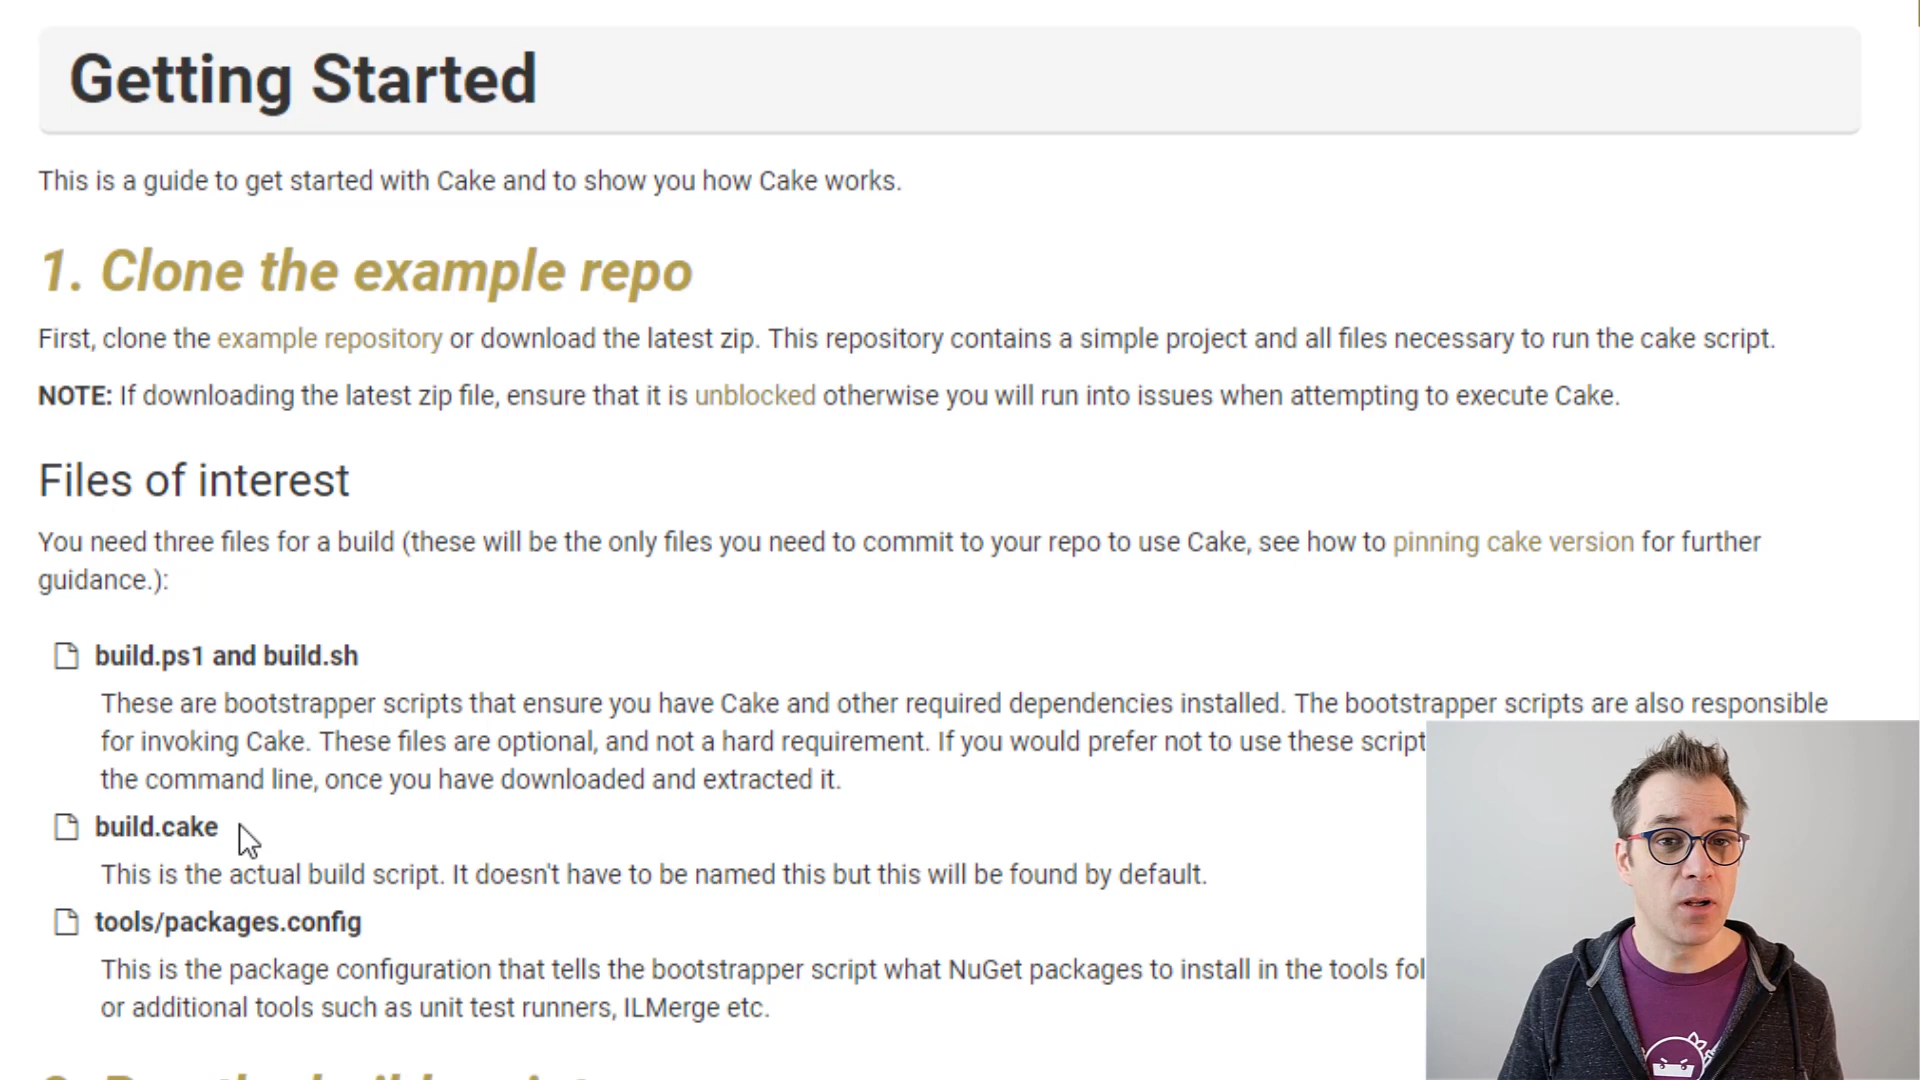 Getting Started
This is a guide to get started with Cake and to show you how Cake works.
1. Clone the example repo
First, clone the example repository or download the latest zip. This repository contains a simple project and all files necessary to run the cake script.
NOTE: If downloading the latest zip file, ensure that it is unblocked otherwise you will run into issues when attempting to execute Cake.
Files of interest
You need three files for a build (these will be the only files you need to commit to your repo to use Cake, see how to pinning cake version for further
guidance.):
build.ps1 and build.sh
These are bootstrapper scripts that ensure you have Cake and other required dependencies installed. The bootstrapper scripts are also responsible
for invoking Cake. These files are optional, and not a hard requirement. If you would prefer not to use these script
the command line, once you have downloaded and extracted it.
build.cake
This is the actual build script. It doesn't have to be named this but this will be found by default.
tools/packages.config
This is the package configuration that tells the bootstrapper script what NuGet packages to install in the tools fol
or additional tools such as unit test runners, ILMerge etc.